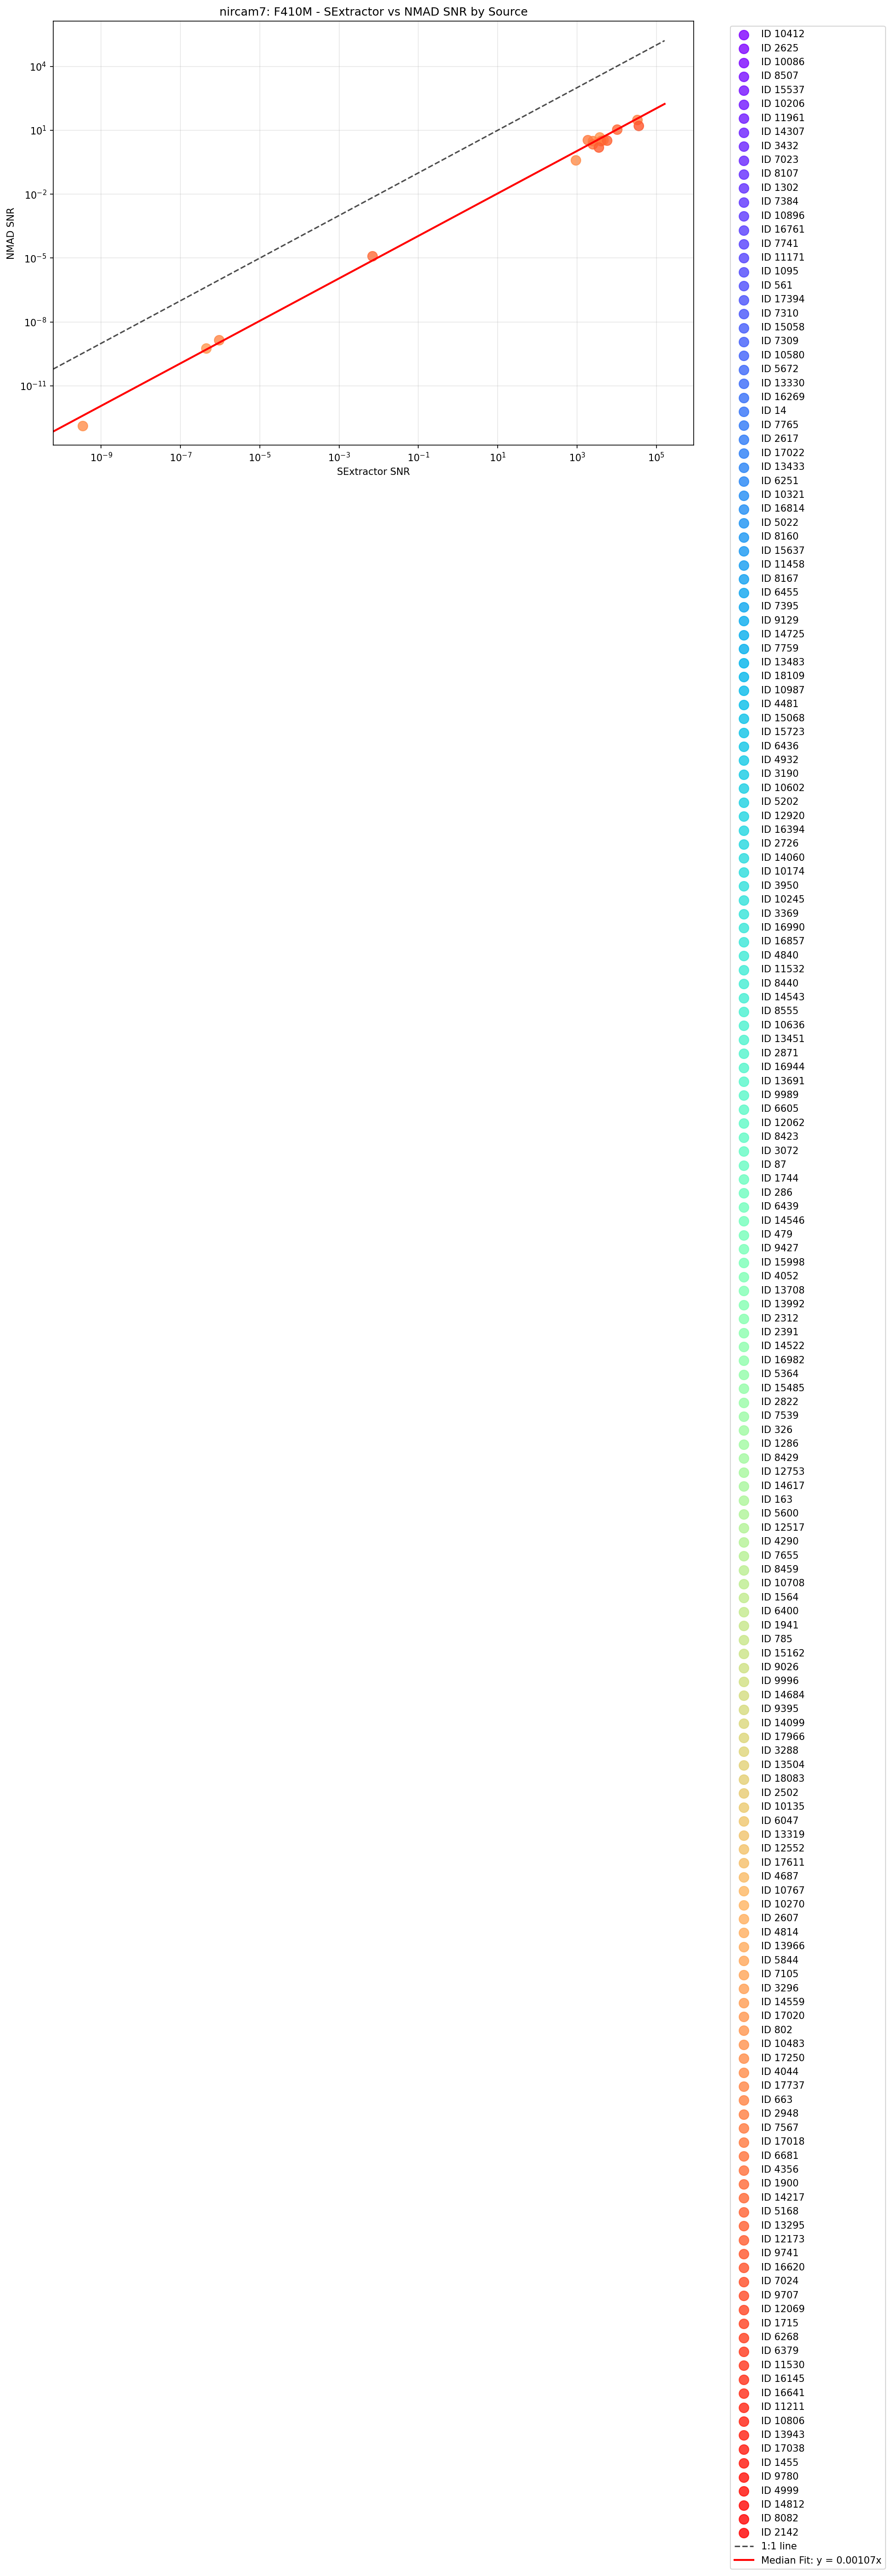 nircam7: F410M - SExtractor vs NMAD SNR by Source
NMAD SNR
10⁴
10¹
10⁻²
10⁻⁵
10⁻⁸
10⁻¹¹
10⁻⁹
10⁻⁷
10⁻⁵
10⁻³
10⁻¹
10¹
10³
10⁵
SExtractor SNR
ID 10412
ID 2625
ID 10086
ID 8507
ID 15537
ID 10206
ID 11961
ID 14307
ID 3432
ID 7023
ID 8107
ID 1302
ID 7384
ID 10896
ID 16761
ID 7741
ID 11171
ID 1095
ID 561
ID 17394
ID 7310
ID 15058
ID 7309
ID 10580
ID 5672
ID 13330
ID 16269
ID 14
ID 7765
ID 2617
ID 17022
ID 13433
ID 6251
ID 10321
ID 16814
ID 5022
ID 8160
ID 15637
ID 11458
ID 8167
ID 6455
ID 7395
ID 9129
ID 14725
ID 7759
ID 13483
ID 18109
ID 10987
ID 4481
ID 15068
ID 15723
ID 6436
ID 4932
ID 3190
ID 10602
ID 5202
ID 12920
ID 16394
ID 2726
ID 14060
ID 10174
ID 3950
ID 10245
ID 3369
ID 16990
ID 16857
ID 4840
ID 11532
ID 8440
ID 14543
ID 8555
ID 10636
ID 13451
ID 2871
ID 16944
ID 13691
ID 9989
ID 6605
ID 12062
ID 8423
ID 3072
ID 87
ID 1744
ID 286
ID 6439
ID 14546
ID 479
ID 9427
ID 15998
ID 4052
ID 13708
ID 13992
ID 2312
ID 2391
ID 14522
ID 16982
ID 5364
ID 15485
ID 2822
ID 7539
ID 326
ID 1286
ID 8429
ID 12753
ID 14617
ID 163
ID 5600
ID 12517
ID 4290
ID 7655
ID 8459
ID 10708
ID 1564
ID 6400
ID 1941
ID 785
ID 15162
ID 9026
ID 9996
ID 14684
ID 9395
ID 14099
ID 17966
ID 3288
ID 13504
ID 18083
ID 2502
ID 10135
ID 6047
ID 13319
ID 12552
ID 17611
ID 4687
ID 10767
ID 10270
ID 2607
ID 4814
ID 13966
ID 5844
ID 7105
ID 3296
ID 14559
ID 17020
ID 802
ID 10483
ID 17250
ID 4044
ID 17737
ID 663
ID 2948
ID 7567
ID 17018
ID 6681
ID 4356
ID 1900
ID 14217
ID 5168
ID 13295
ID 12173
ID 9741
ID 16620
ID 7024
ID 9707
ID 12069
ID 1715
ID 6268
ID 6379
ID 11530
ID 16145
ID 16641
ID 11211
ID 10806
ID 13943
ID 17038
ID 1455
ID 9780
ID 4999
ID 14812
ID 8082
ID 2142
1:1 line
Median Fit: y = 0.00107x